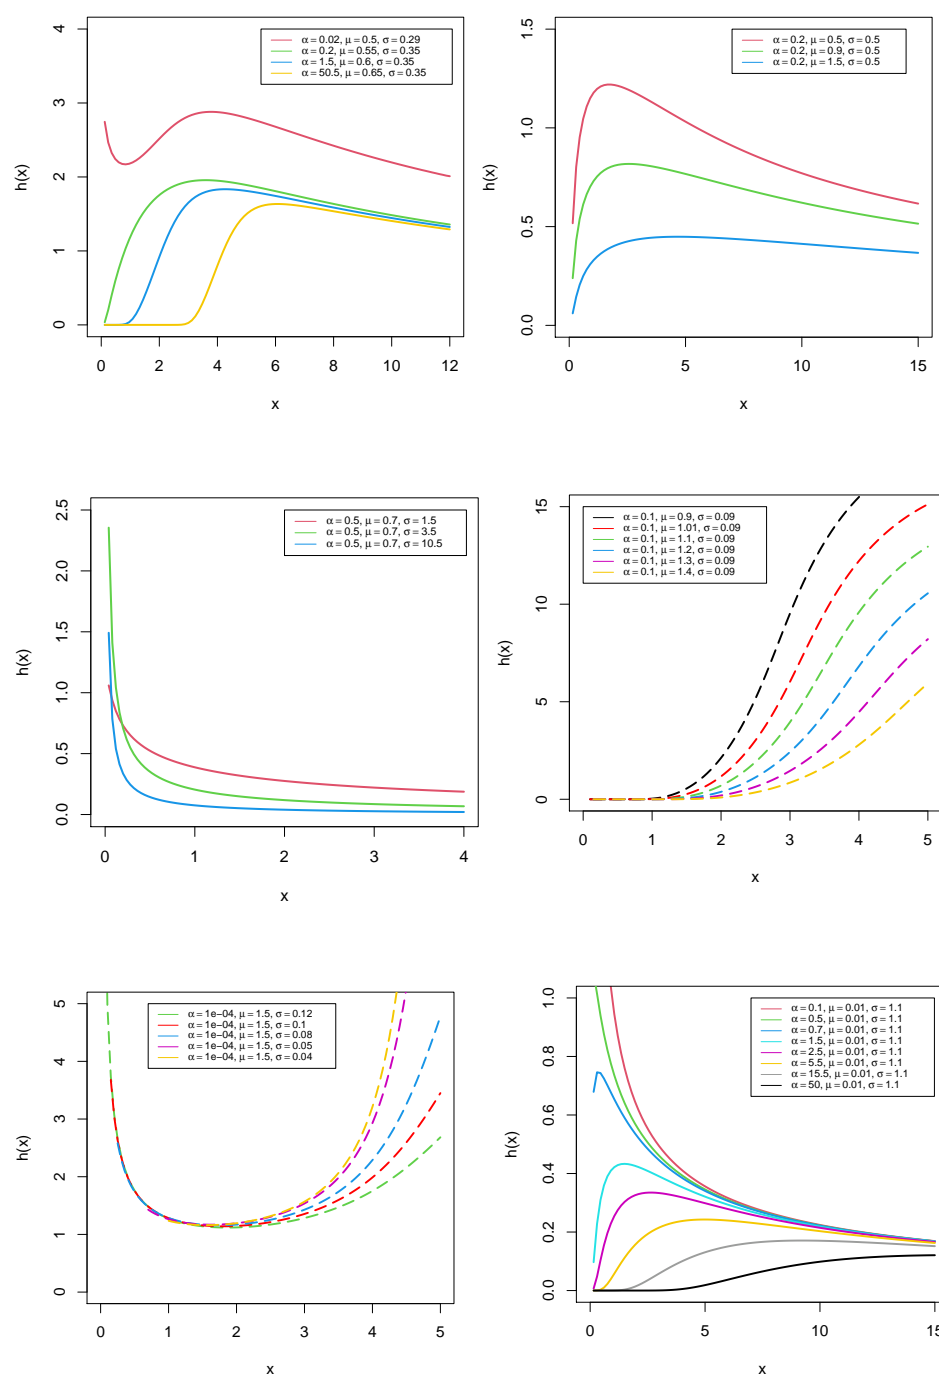 α = 0.02, μ = 0.5, σ = 0.29
α = 0.2, μ = 0.55, σ = 0.35
α = 1.5, μ = 0.6, σ = 0.35
α = 50.5, μ = 0.65, σ = 0.35
4
3
2
1
0
h(x)
0 2 4 6 8 10 12
x
α = 0.2, μ = 0.5, σ = 0.5
α = 0.2, μ = 0.9, σ = 0.5
α = 0.2, μ = 1.5, σ = 0.5
1.5
1.0
0.5
0.0
h(x)
0 5 10 15
x
α = 0.5, μ = 0.7, σ = 1.5
α = 0.5, μ = 0.7, σ = 3.5
α = 0.5, μ = 0.7, σ = 10.5
2.5
2.0
1.5
1.0
0.5
0.0
h(x)
0 1 2 3 4
x
α = 0.1, μ = 0.9, σ = 0.09
α = 0.1, μ = 1.01, σ = 0.09
α = 0.1, μ = 1.1, σ = 0.09
α = 0.1, μ = 1.2, σ = 0.09
α = 0.1, μ = 1.3, σ = 0.09
α = 0.1, μ = 1.4, σ = 0.09
15
10
5
0
h(x)
0 1 2 3 4 5
x
α = 1e−04, μ = 1.5, σ = 0.12
α = 1e−04, μ = 1.5, σ = 0.1
α = 1e−04, μ = 1.5, σ = 0.08
α = 1e−04, μ = 1.5, σ = 0.05
α = 1e−04, μ = 1.5, σ = 0.04
5
4
3
2
1
0
h(x)
0 1 2 3 4 5
x
α = 0.1, μ = 0.01, σ = 1.1
α = 0.5, μ = 0.01, σ = 1.1
α = 0.7, μ = 0.01, σ = 1.1
α = 1.5, μ = 0.01, σ = 1.1
α = 2.5, μ = 0.01, σ = 1.1
α = 5.5, μ = 0.01, σ = 1.1
α = 15.5, μ = 0.01, σ = 1.1
α = 50, μ = 0.01, σ = 1.1
1.0
0.8
0.6
0.4
0.2
0.0
h(x)
0 5 10 15
x